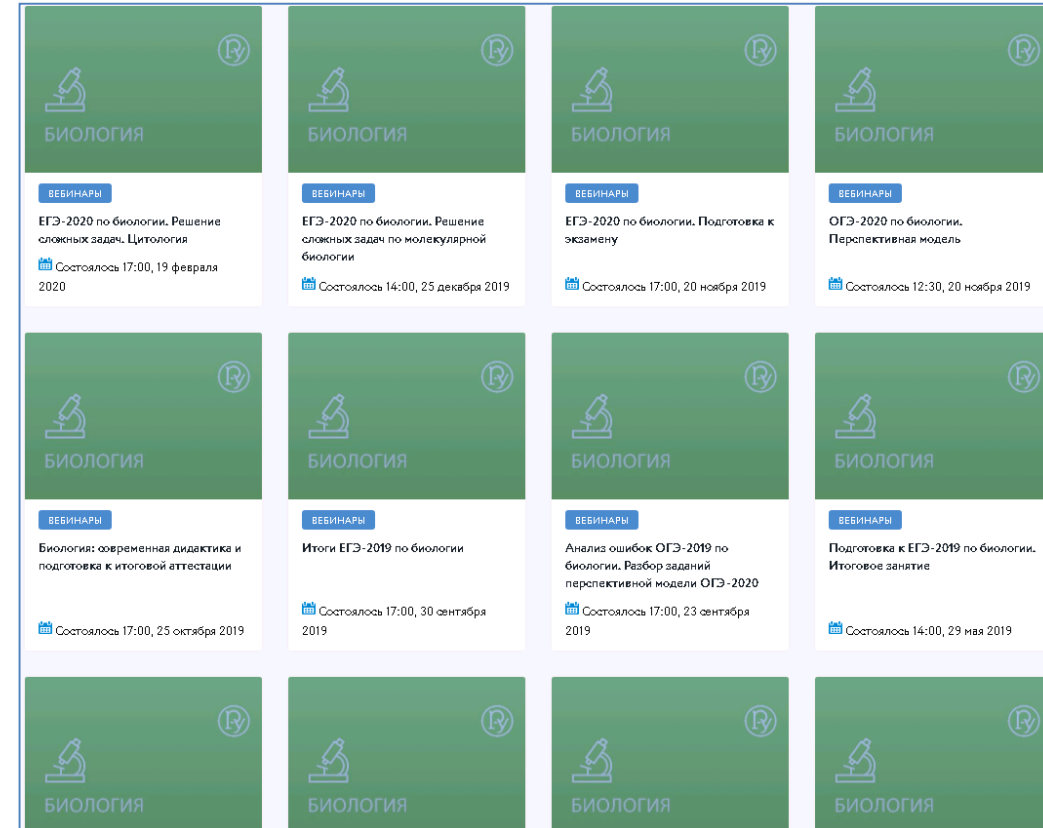 БИОЛОГИЯ
ВЕБИНАРЫ
ЕГЭ-2020 по биологии. Решение
сложных задач. Цитология
Состоялось 17:00, 19 февраля
2020
БИОЛОГИЯ
ВЕБИНАРЫ
ЕГЭ-2020 по биологии. Решение
сложных задач по молекулярной
биологии
Состоялось 14:00, 25 декабря 2019
БИОЛОГИЯ
ВЕБИНАРЫ
ЕГЭ-2020 по биологии. Подготовка к
экзамену
Состоялось 17:00, 20 ноября 2019
БИОЛОГИЯ
ВЕБИНАРЫ
ОГЭ-2020 по биологии.
Перспективная модель
Состоялось 12:30, 20 ноября 2019
БИОЛОГИЯ
ВЕБИНАРЫ
Биология: современная дидактика и
подготовка к итоговой аттестации
Состоялось 17:00, 25 октября 2019
БИОЛОГИЯ
ВЕБИНАРЫ
Итоги ЕГЭ-2019 по биологии
Состоялось 17:00, 30 сентября
2019
БИОЛОГИЯ
ВЕБИНАРЫ
Анализ ошибок ОГЭ-2019 по
биологии. Разбор заданий
перспективной модели ОГЭ-2020
Состоялось 17:00, 23 сентября
2019
БИОЛОГИЯ
ВЕБИНАРЫ
Подготовка к ЕГЭ-2019 по биологии.
Итоговое занятие
Состоялось 14:00, 29 мая 2019
БИОЛОГИЯ
БИОЛОГИЯ
БИОЛОГИЯ
БИОЛОГИЯ